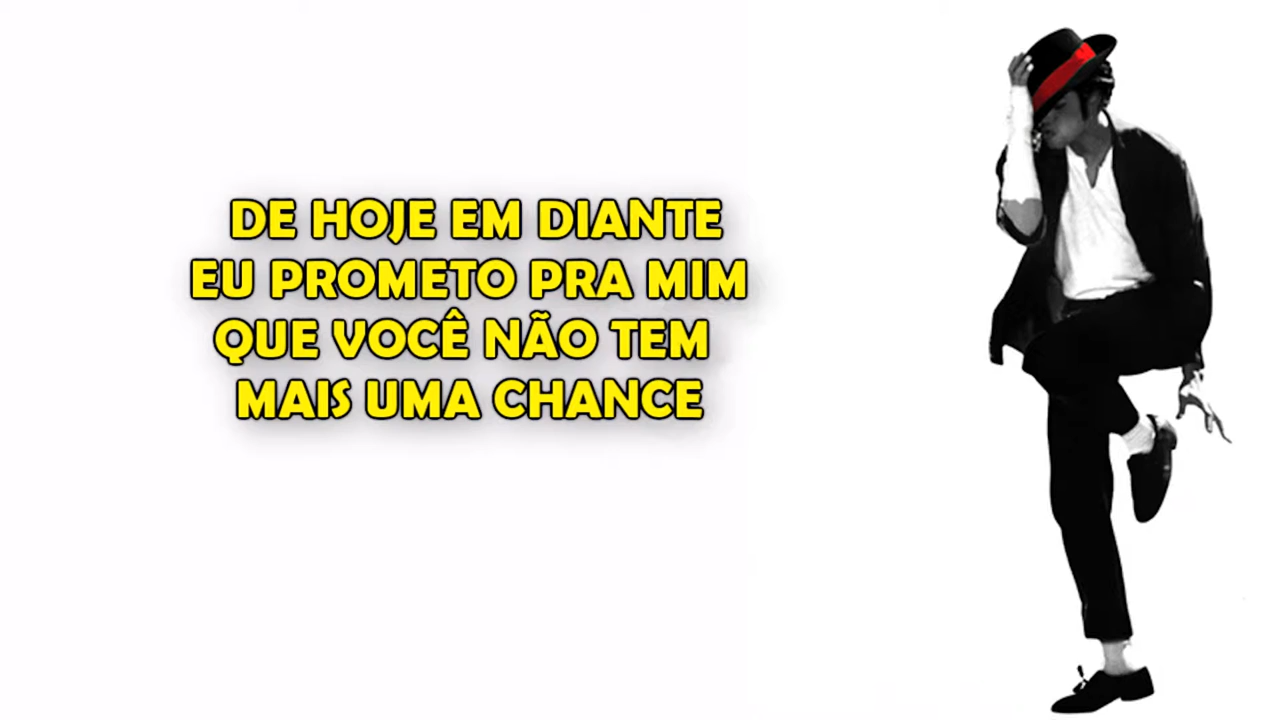 DE HOJE EM DIANTE
EU PROMETO PRA MIM
QUE VOCÊ NÃO TEM
MAIS UMA CHANCE